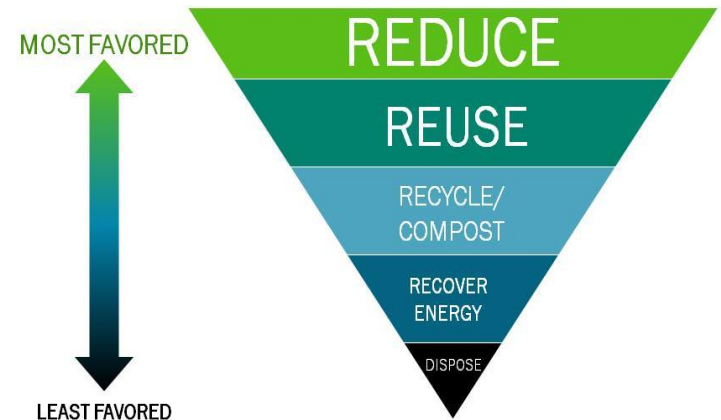 MOST FAVORED
REDUCE
REUSE
RECYCLE/
COMPOST
RECOVER
ENERGY
DISPOSE
LEAST FAVORED